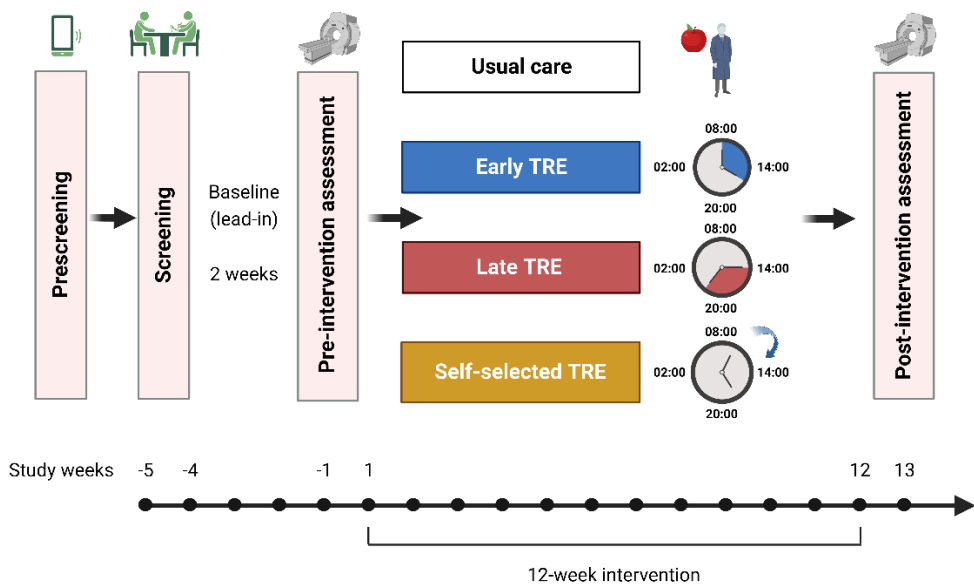 Prescreening
Screening
Baseline
(lead-in)
2 weeks
Pre-intervention assessment
Usual care
Early TRE
08:00
02:00
14:00
20:00
Late TRE
08:00
02:00
14:00
20:00
Self-selected TRE
08:00
02:00
14:00
20:00
Post-intervention assessment
Study weeks -5 -4 -1 1 12 13
12-week intervention